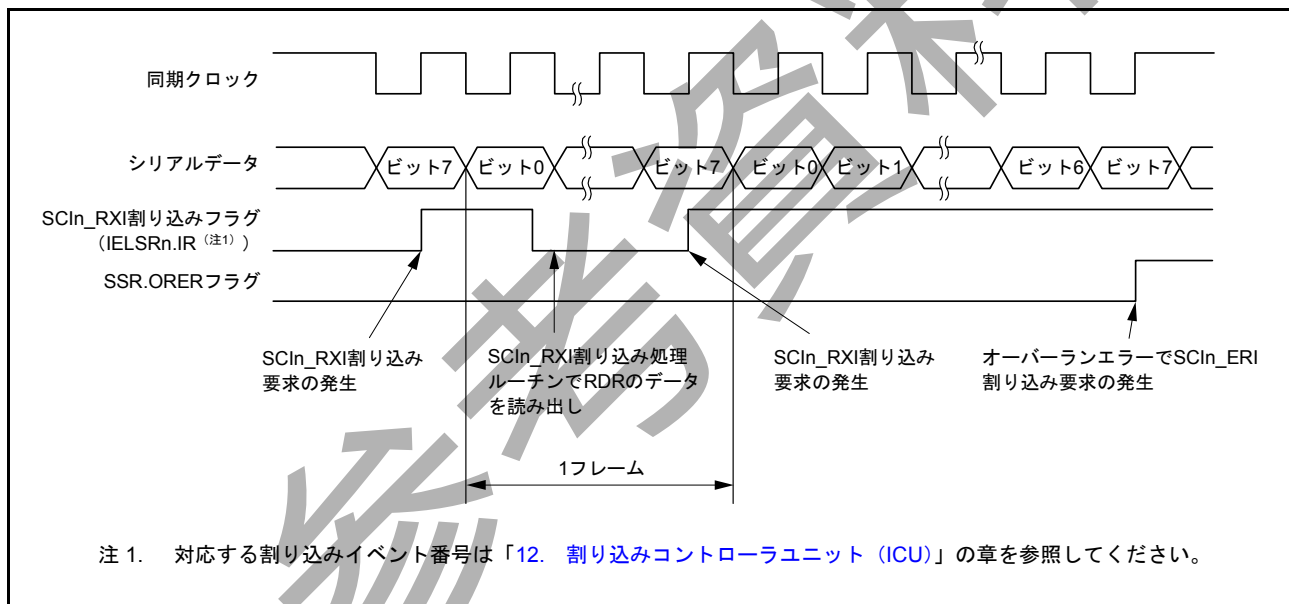 同期クロック
シリアルデータ
ビット7 ビット0 ビット7 ビット0 ビット1 ビット6 ビット7
SCIn_RXI割り込みフラグ
(IELSRn.IR (注1) )
SSR.ORERフラグ
SCIn_RXI割り込み
要求の発生
SCIn_RXI割り込み処理
ルーチンでRDRのデータ
を読み出し
SCIn_RXI割り込み
要求の発生
オーバーランエラーでSCIn_ERI
割り込み要求の発生
1フレーム
注 1. 対応する割り込みイベント番号は「12. 割り込みコントローラユニット（ICU）」の章を参照してください。
参考資料